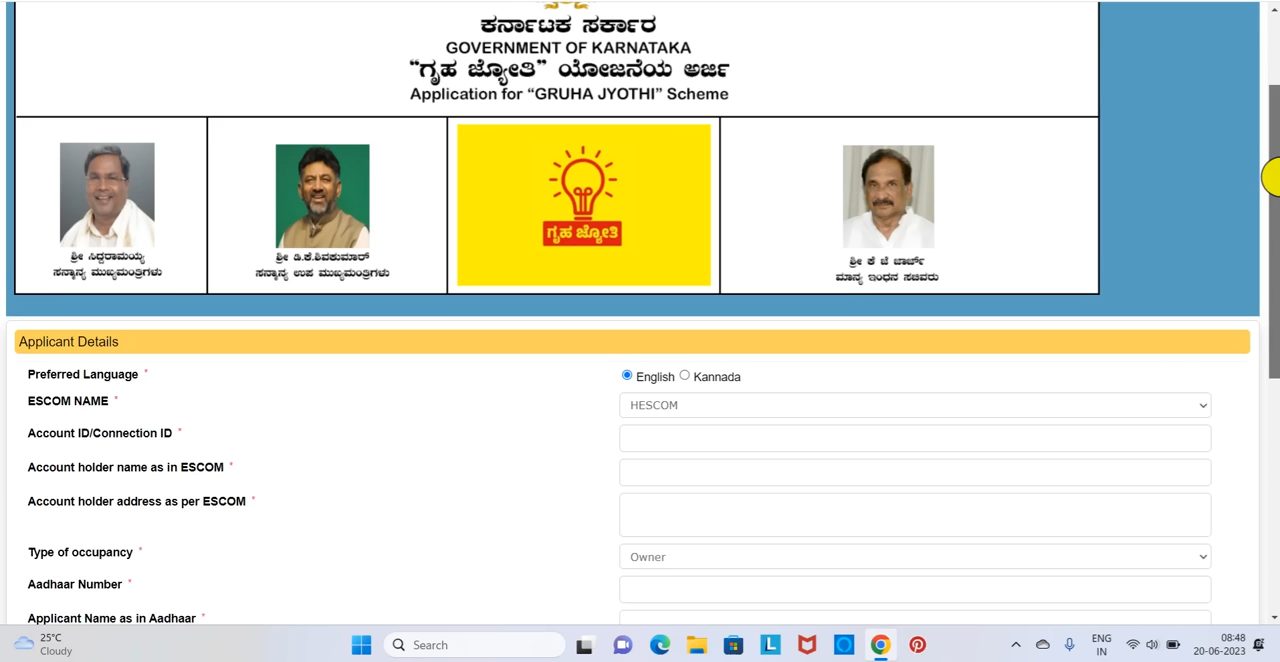 ಕರ್ನಾಟಕ ಸರ್ಕಾರ
GOVERNMENT OF KARNATAKA
“ಗೃಹ ಜ್ಯೋತಿ” ಯೋಜನೆಯ ಅರ್ಜಿ
Application for “GRUHA JYOTHI” Scheme
ಶ್ರೀ ಸಿದ್ದರಾಮಯ್ಯ
ಸನ್ಮಾನ್ಯ ಮುಖ್ಯಮಂತ್ರಿಗಳು
ಶ್ರೀ ಡಿ.ಕೆ.ಶಿವಕುಮಾರ್
ಸನ್ಮಾನ್ಯ ಉಪ ಮುಖ್ಯಮಂತ್ರಿಗಳು
ಗೃಹ ಜ್ಯೋತಿ
ಶ್ರೀ ಕೆ ಜೆ ಜಾರ್ಜ್
ಮಾನ್ಯ ಇಂಧನ ಸಚಿವರು
Applicant Details
Preferred Language * English Kannada
ESCOM NAME * HESCOM
Account ID/Connection ID *
Account holder name as in ESCOM *
Account holder address as per ESCOM *
Type of occupancy * Owner
Aadhaar Number *
Applicant Name as in Aadhaar *
25°C
Cloudy
Search
ENG
IN
08:48
20-06-2023